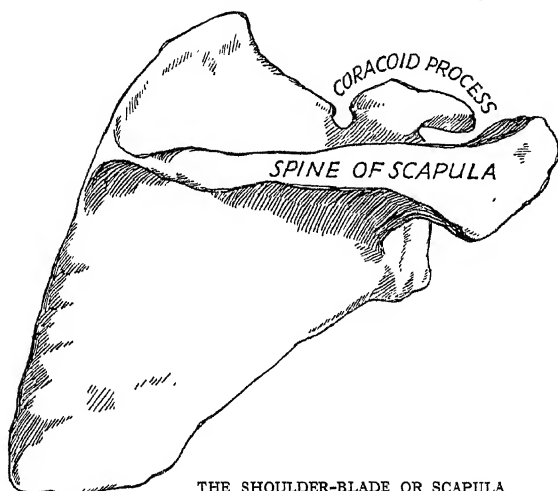 CORACOID PROCESS
SPINE OF SCAPULA
THE SHOULDER-BLADE OR SCAPULA